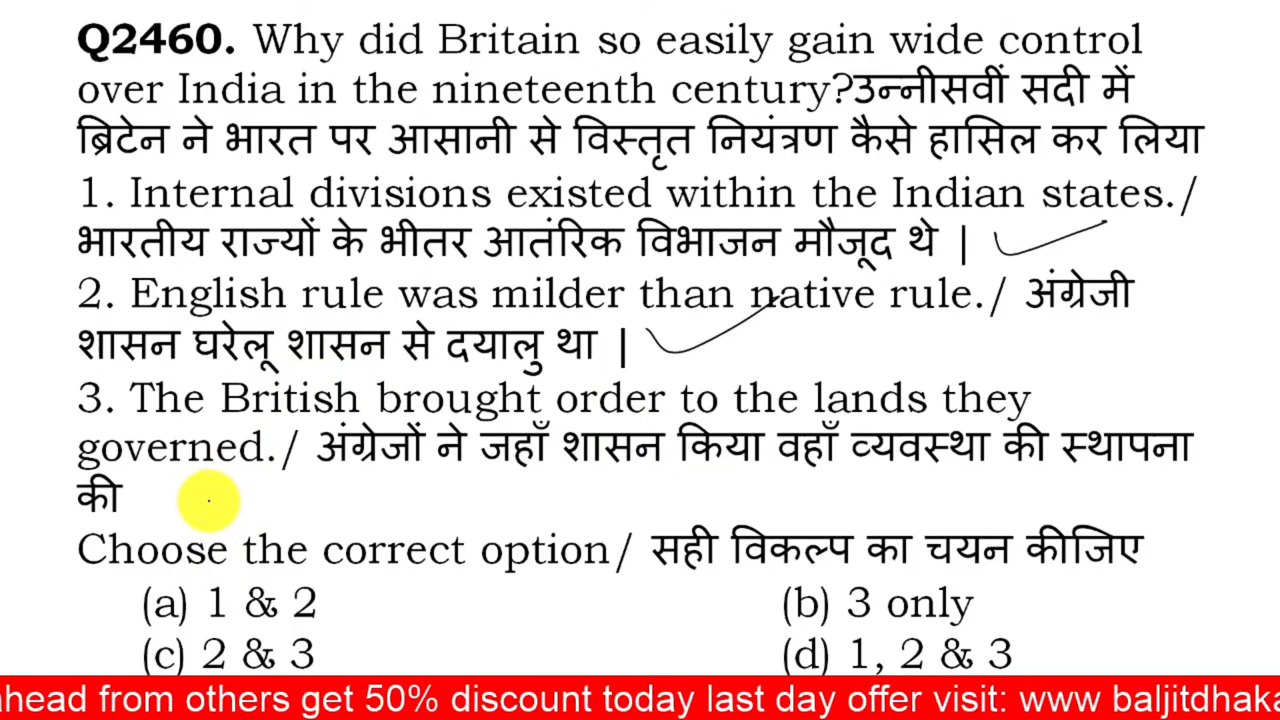 Q2460. Why did Britain so easily gain wide control
over India in the nineteenth century?उन्नीसवीं सदी में
ब्रिटेन ने भारत पर आसानी से विस्तृत नियंत्रण कैसे हासिल कर लिया
1. Internal divisions existed within the Indian states./
भारतीय राज्यों के भीतर आतंरिक विभाजन मौजूद थे |
2. English rule was milder than native rule./ अंग्रेजी
शासन घरेलू शासन से दयालु था |
3. The British brought order to the lands they
governed./ अंग्रेजों ने जहाँ शासन किया वहाँ व्यवस्था की स्थापना
की
Choose the correct option/ सही विकल्प का चयन कीजिए
(a) 1 & 2 (b) 3 only
(c) 2 & 3 (d) 1, 2 & 3
ahead from others get 50% discount today last day offer visit: www baljitdhaka